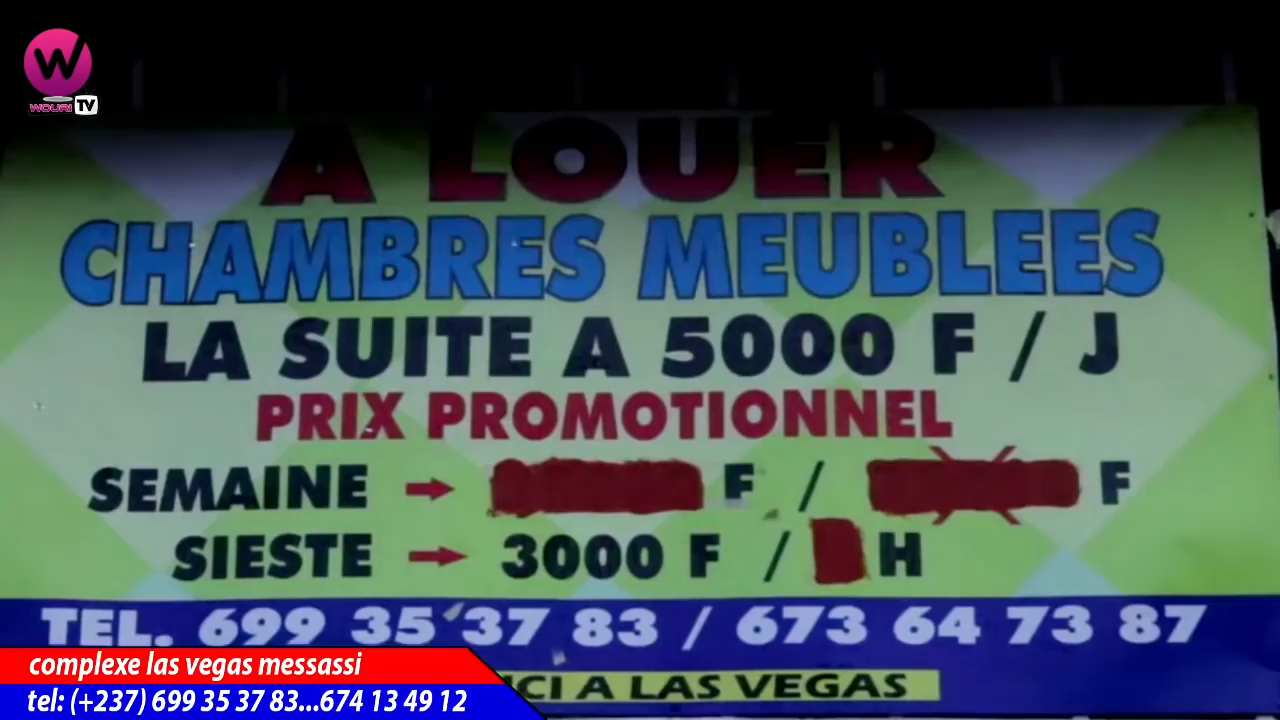 W
WOURI TV
A LOUER
CHAMBRES MEUBLEES
LA SUITE A 5000 F / J
PRIX PROMOTIONNEL
SEMAINE → F / F
SIESTE → 3000 F / H
TEL. 699 35 37 83 / 673 64 73 87
ICI A LAS VEGAS
complexe las vegas messassi
tel: (+237) 699 35 37 83...674 13 49 12